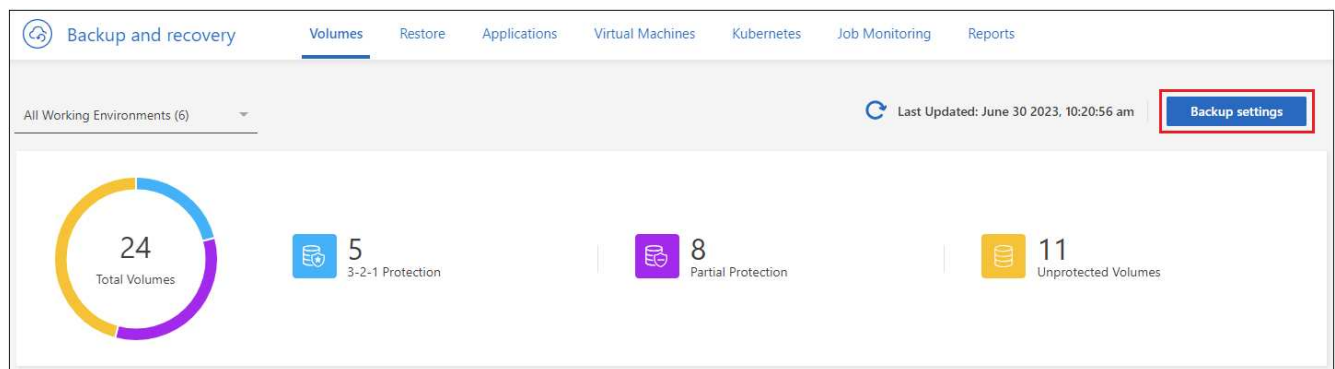 Backup and recovery
Volumes
Restore
Applications
Virtual Machines
Kubernetes
Job Monitoring
Reports
All Working Environments (6)
Last Updated: June 30 2023, 10:20:56 am
Backup settings
24
Total Volumes
5
3-2-1 Protection
8
Partial Protection
11
Unprotected Volumes